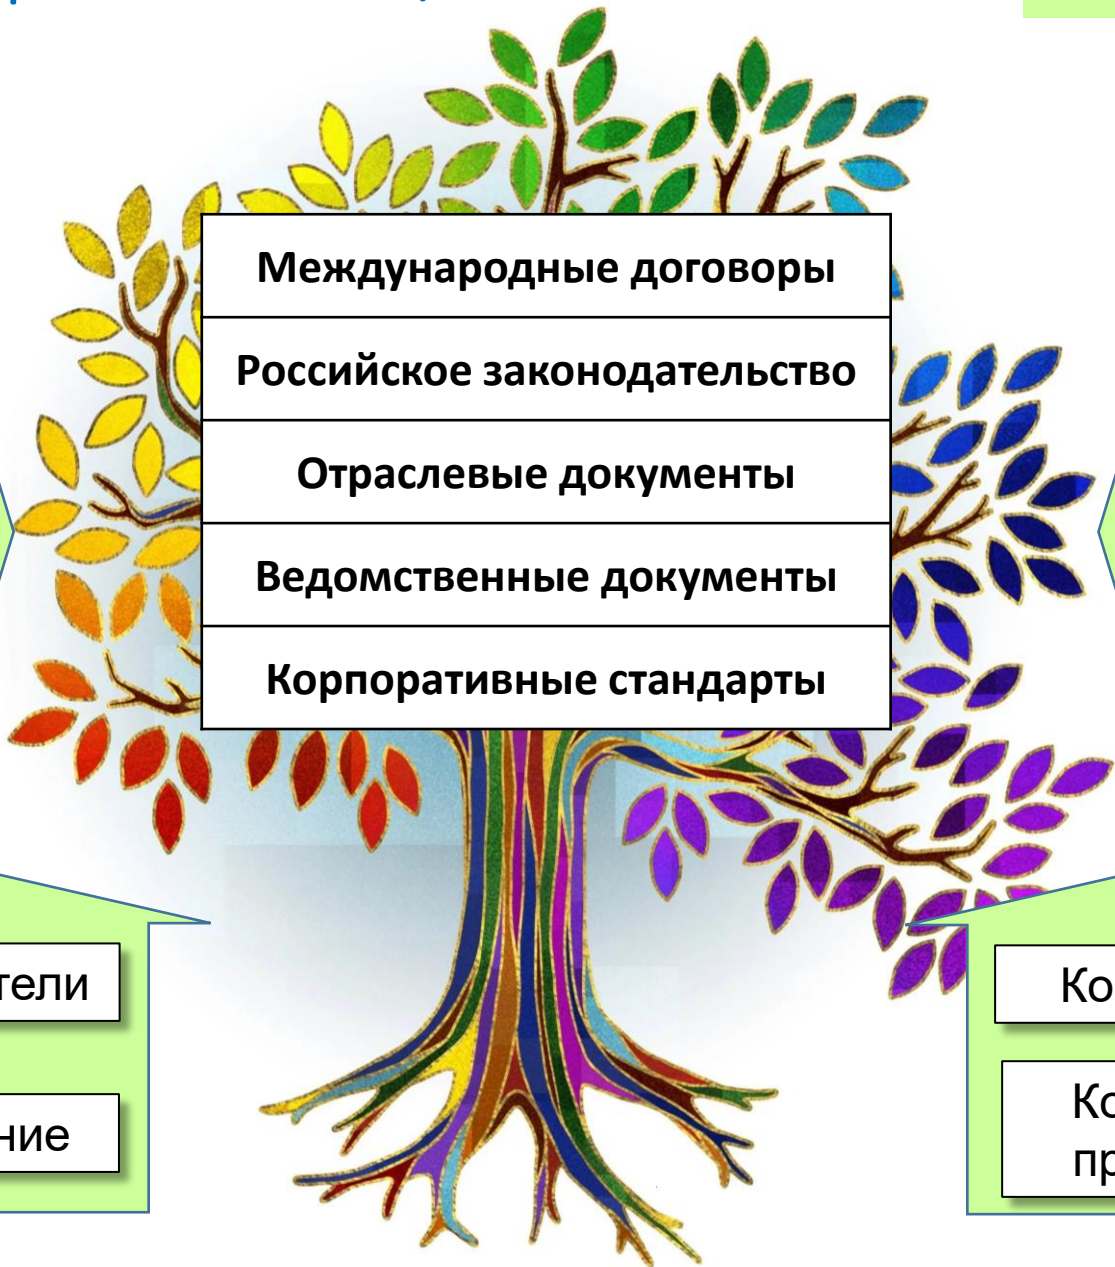 Международные договоры
Российское законодательство
Отраслевые документы
Ведомственные документы
Корпоративные стандарты